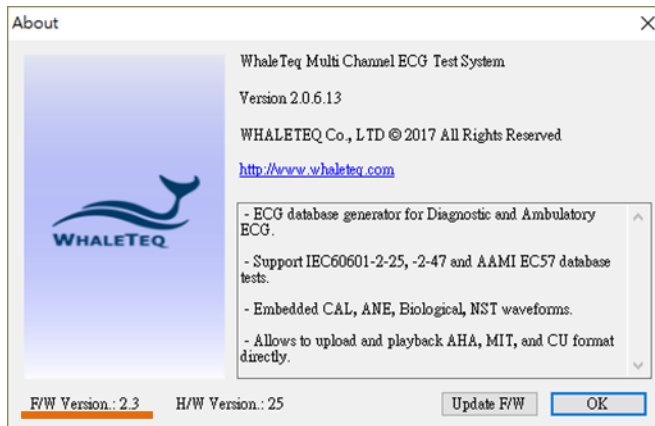 About
WhaleTeq Multi Channel ECG Test System
Version 2.0.6.13
WHALETEQ Co., LTD © 2017 All Rights Reserved
http://www.whaleteq.com
WHALETEQ
- ECG database generator for Diagnostic and Ambulatory
ECG.
- Support IEC60601-2-25, -2-47 and AAMI EC57 database
tests.
- Embedded CAL, ANE, Biological, NST waveforms.
- Allows to upload and playback AHA, MIT, and CU format
directly.
F/W Version.: 2.3 H/W Version.: 25 Update F/W OK